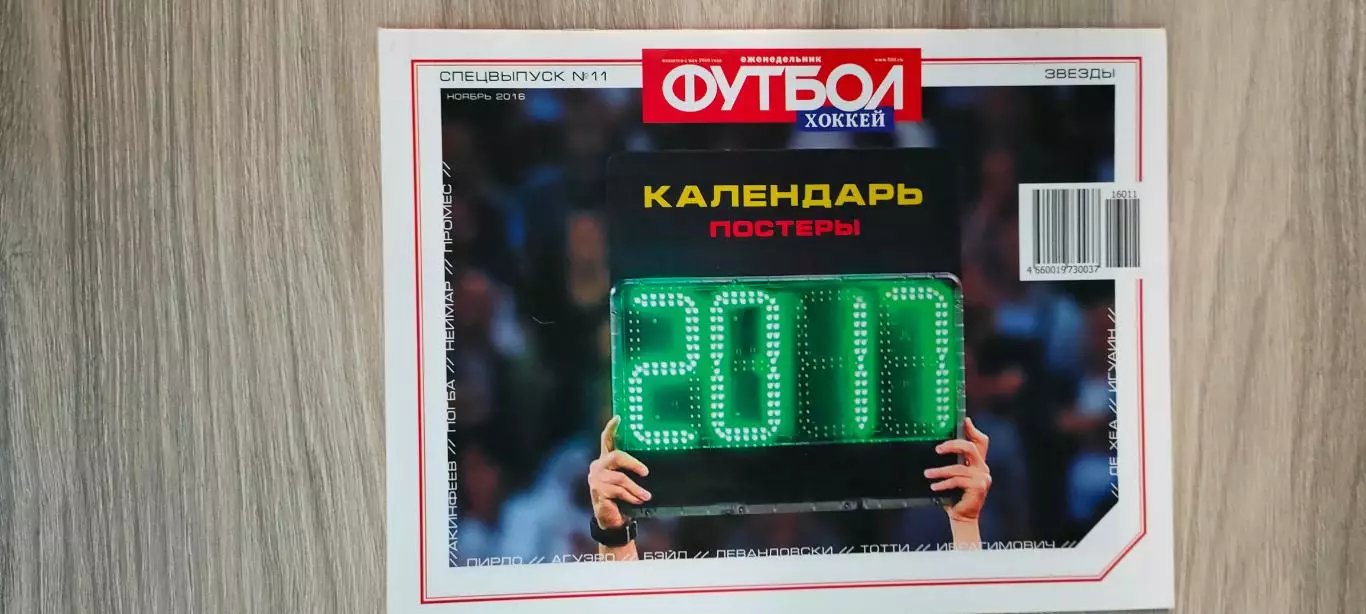 СПЕЦВЫПУСК №11
НОЯБРЬ 2016
еженедельник
ФУТБОЛ
ХОККЕЙ
ЗВЕЗДЫ
КАЛЕНДАРЬ
ПОСТЕРЫ
2017
16011
4 660019 730037
//АКИНФЕЕВ // ПОГБА // НЕЙМАР // ПРОМЕС //
ПИРЛО // АГУЭРО // БЭЙЛ // ЛЕВАНДОВСКИ // ТОТТИ // ИБРАГИМОВИЧ //
// ДЕ ХЕА // ИГУАИН //